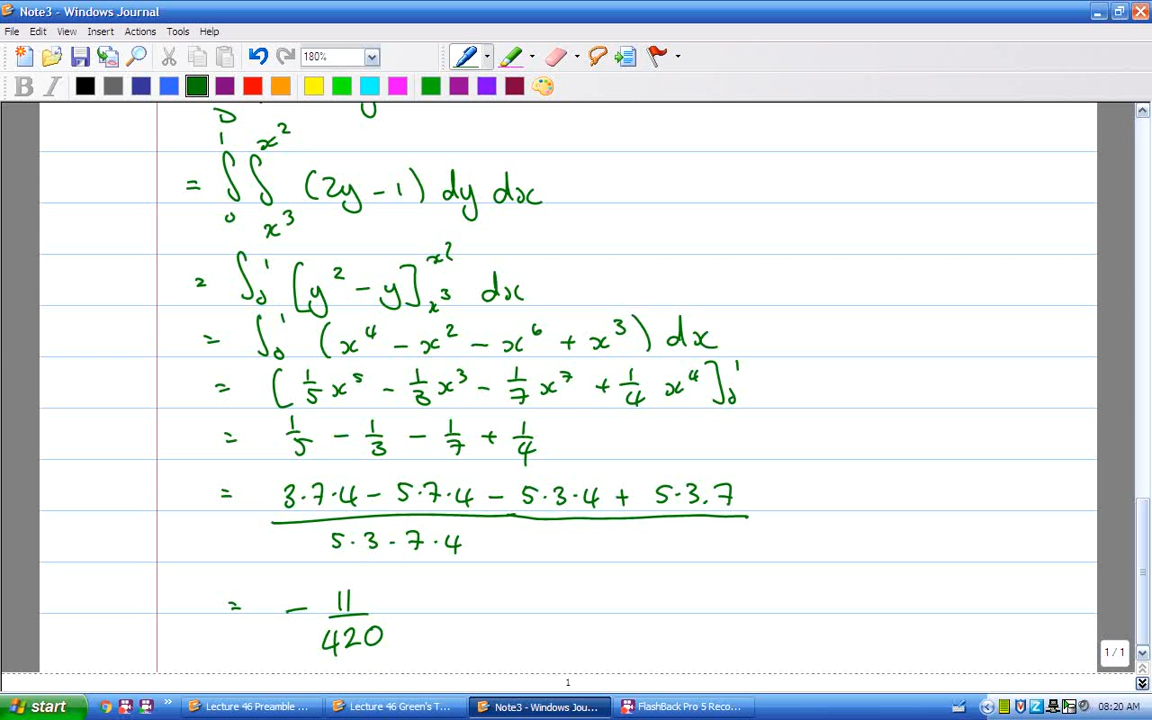 Note3 - Windows Journal
File Edit View Insert Actions Tools Help
180%
B I
D
= ∫₀¹ ∫_{x³}^{x²} (2y − 1) dy dx
= ∫₀¹ [y² − y]_{x³}^{x²} dx
= ∫₀¹ (x⁴ − x² − x⁶ + x³) dx
= [1/5 x⁵ − 1/3 x³ − 1/7 x⁷ + 1/4 x⁴]₀¹
= 1/5 − 1/3 − 1/7 + 1/4
= 3·7·4 − 5·7·4 − 5·3·4 + 5·3·7
5·3·7·4
= − 11/420
1 / 1
1
start » Lecture 46 Preamble ... Lecture 46 Green's T... Note3 - Windows Jou... FlashBack Pro 5 Reco... 08:20 AM